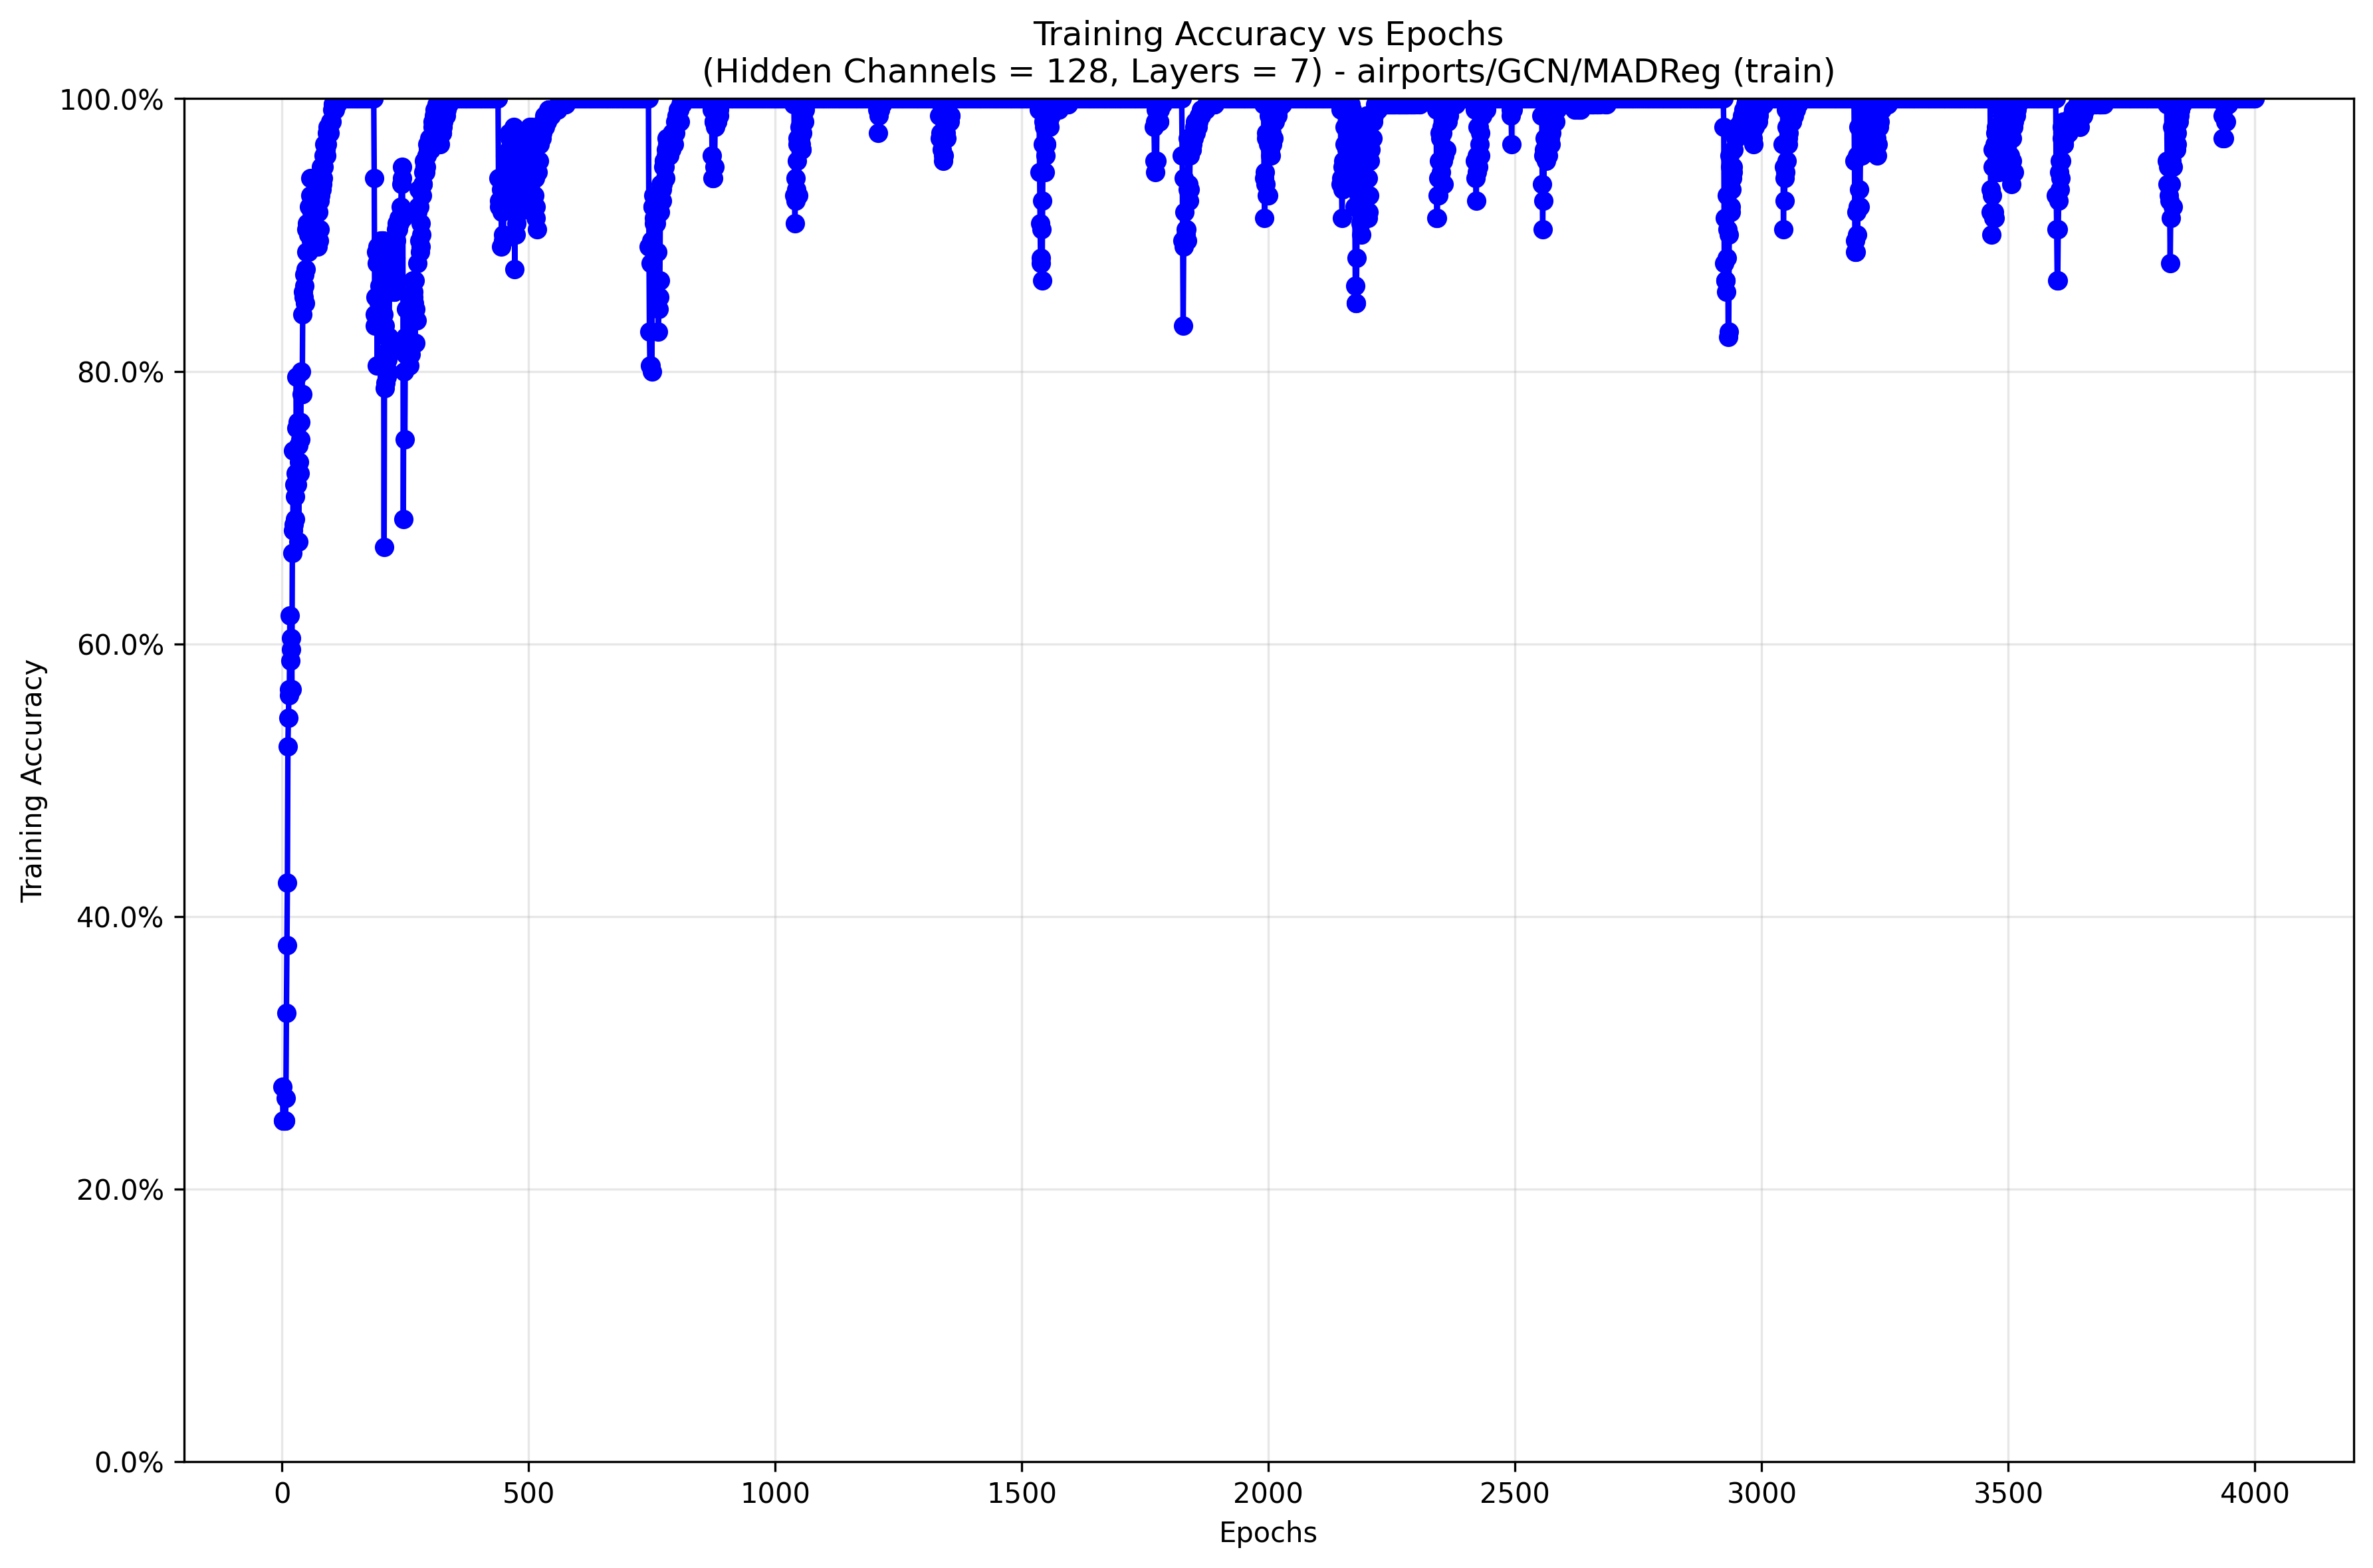 Training Accuracy vs Epochs
(Hidden Channels = 128, Layers = 7) - airports/GCN/MADReg (train)
Training Accuracy
100.0%
80.0%
60.0%
40.0%
20.0%
0.0%
0 500 1000 1500 2000 2500 3000 3500 4000
Epochs